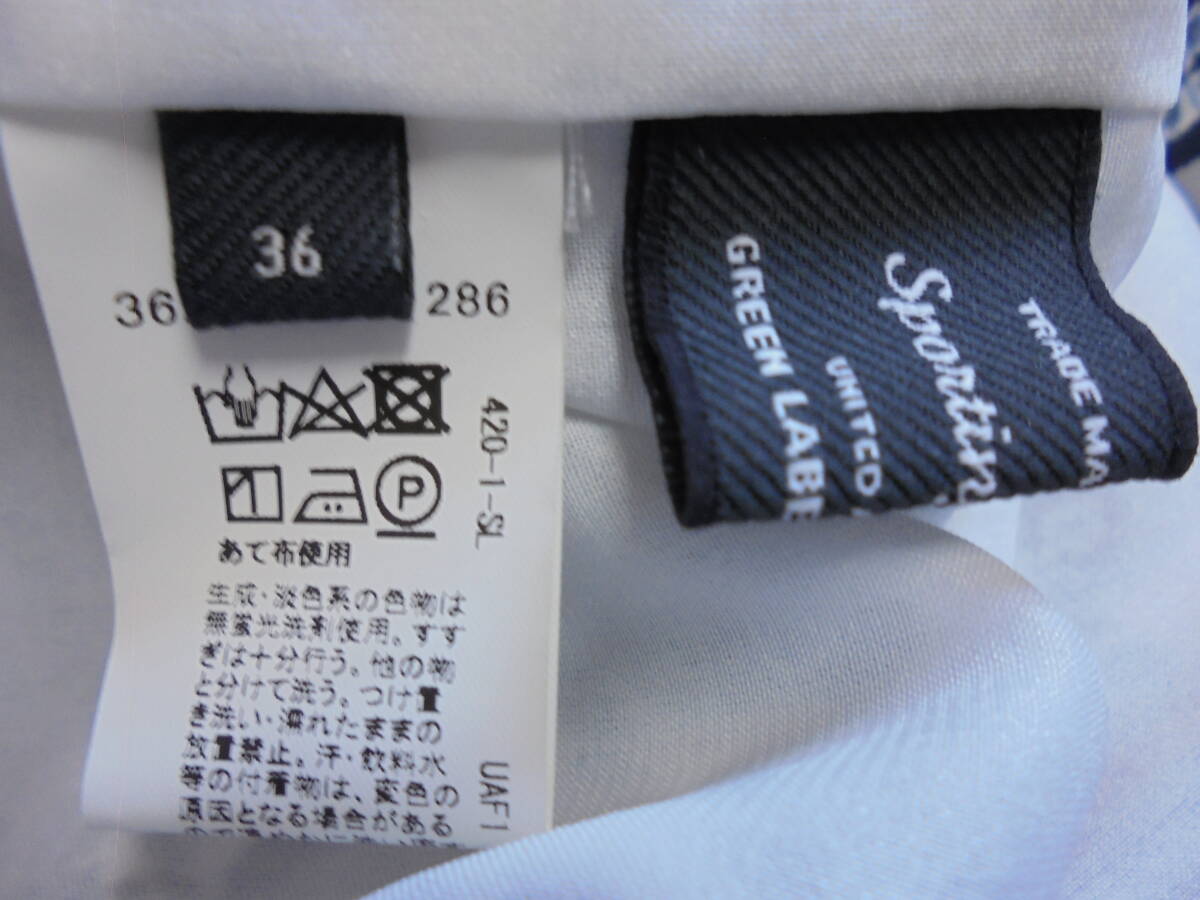 36
36 286
420-1-SL
P
あて布使用
生成・淡色系の色物は
無蛍光洗剤使用。すす
ぎは十分行う。他の物
と分けて洗う。つけ置
き洗い・濡れたままの
放置禁止。汗・飲料水
等の付着物は、変色の
原因となる場合がある
UAF1
TRADE MA
Sportin
UNITED
GREEN LABE